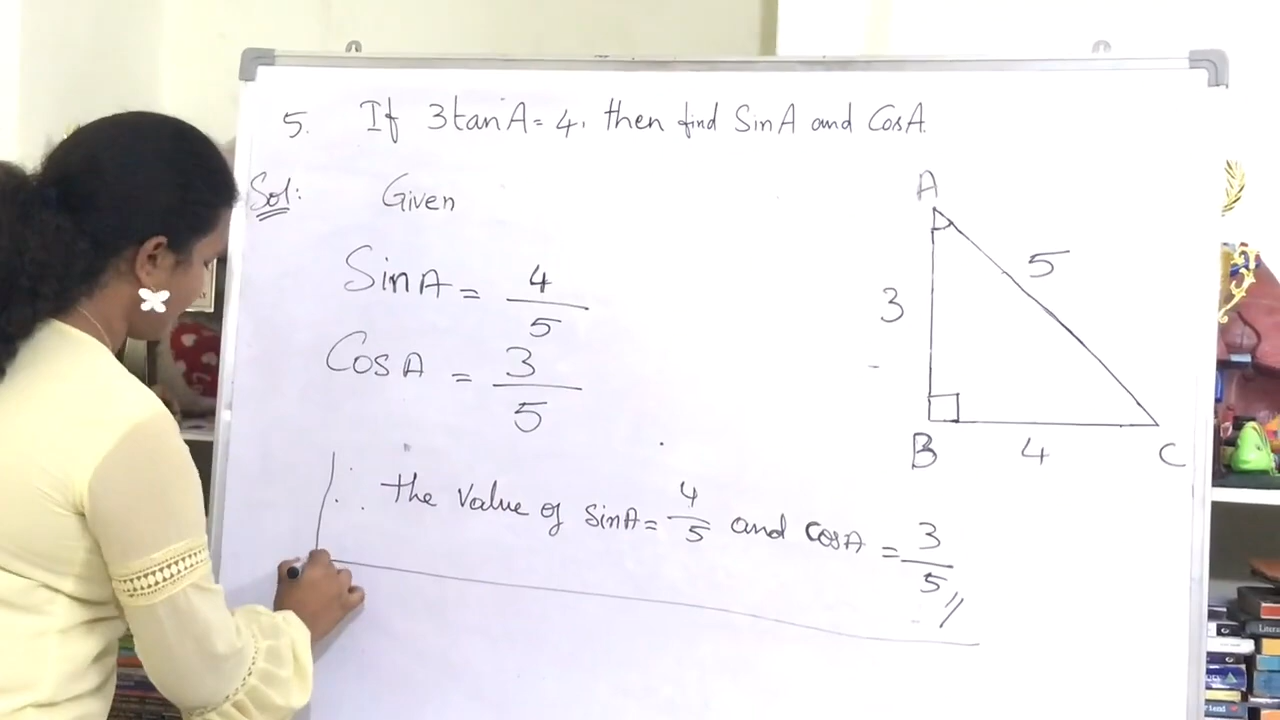 5. If 3tanA = 4, then find SinA and CosA.
Sol: Given
SinA = 4/5
CosA = 3/5
∴ the value of sinA = 4/5 and cosA = 3/5 //
A
3
5
B
4
C